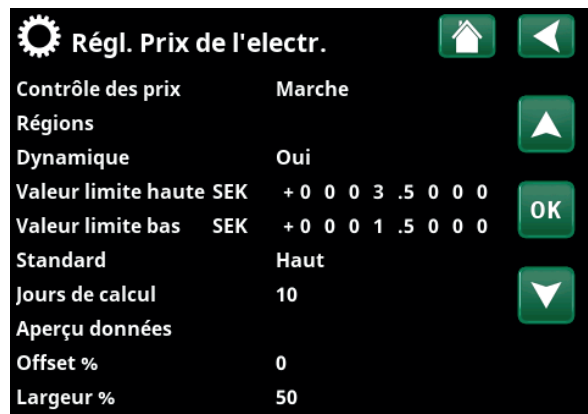 Régl. Prix de l'electr.
Contrôle des prix Marche
Régions
Dynamique Oui
Valeur limite haute SEK +0 0 0 3 .5 0 0 0
Valeur limite bas SEK +0 0 0 1 .5 0 0 0
OK
Standard Haut
Jours de calcul 10
Aperçu données
Offset % 0
Largeur % 50